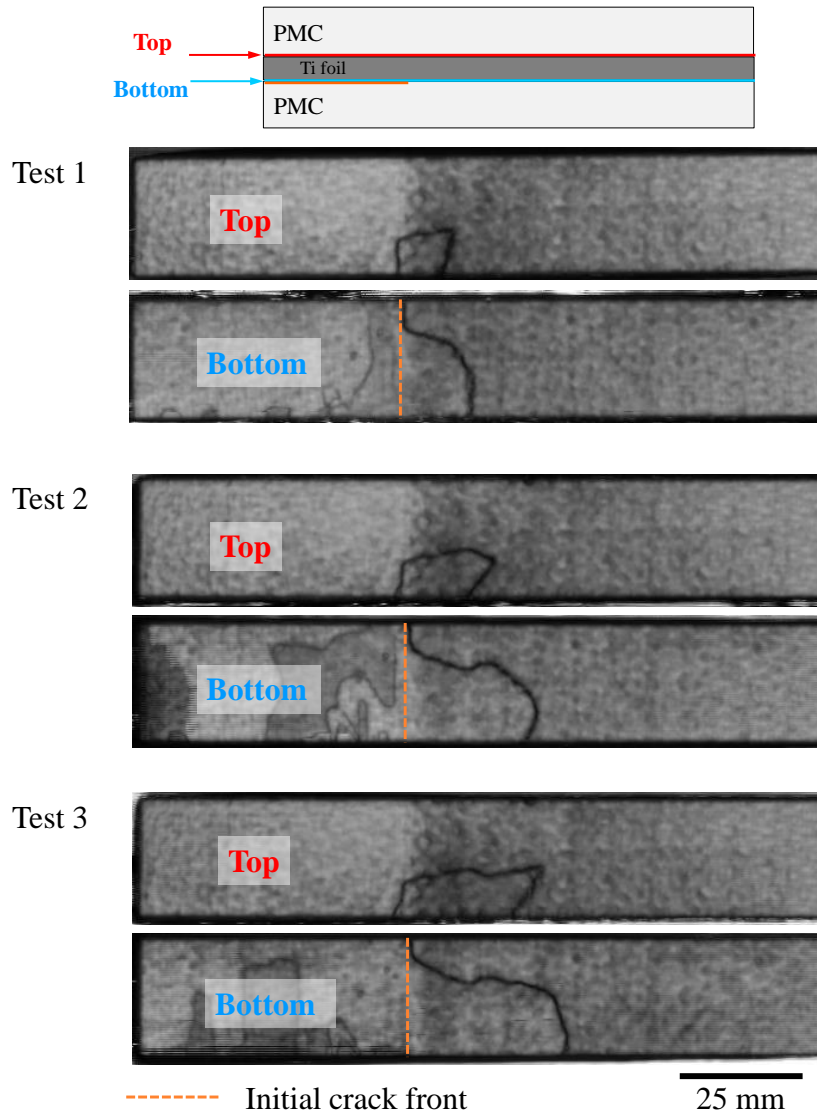 PMC
Top
Ti foil
Bottom
PMC
Test 1
Top
Bottom
Test 2
Top
Bottom
Test 3
Top
Bottom
Initial crack front
25 mm